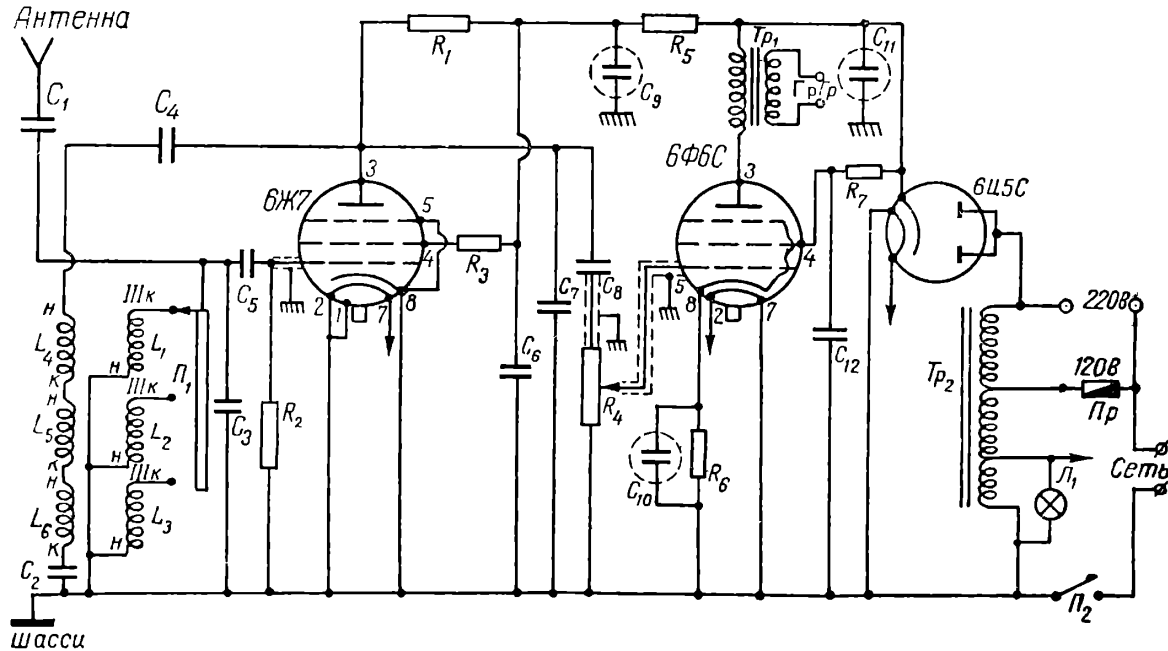 Антенна
C1
C4
R1
R5
C9
Тр1
Гр/Гр
C11
6Ж7
3
5
4
2
1
7
8
R3
C5
6Ф6С
3
4
5
8
2
7
R7
6Ц5С
IIIк
н
L1
П1
L4
к
н
IIIк
L2
н
L5
к
н
IIIк
L3
н
L6
к
C2
C3
R2
C7
C8
C6
R4
C10
R6
C12
220В
120В
Пр
Тр2
Л1
Сеть
П2
шасси